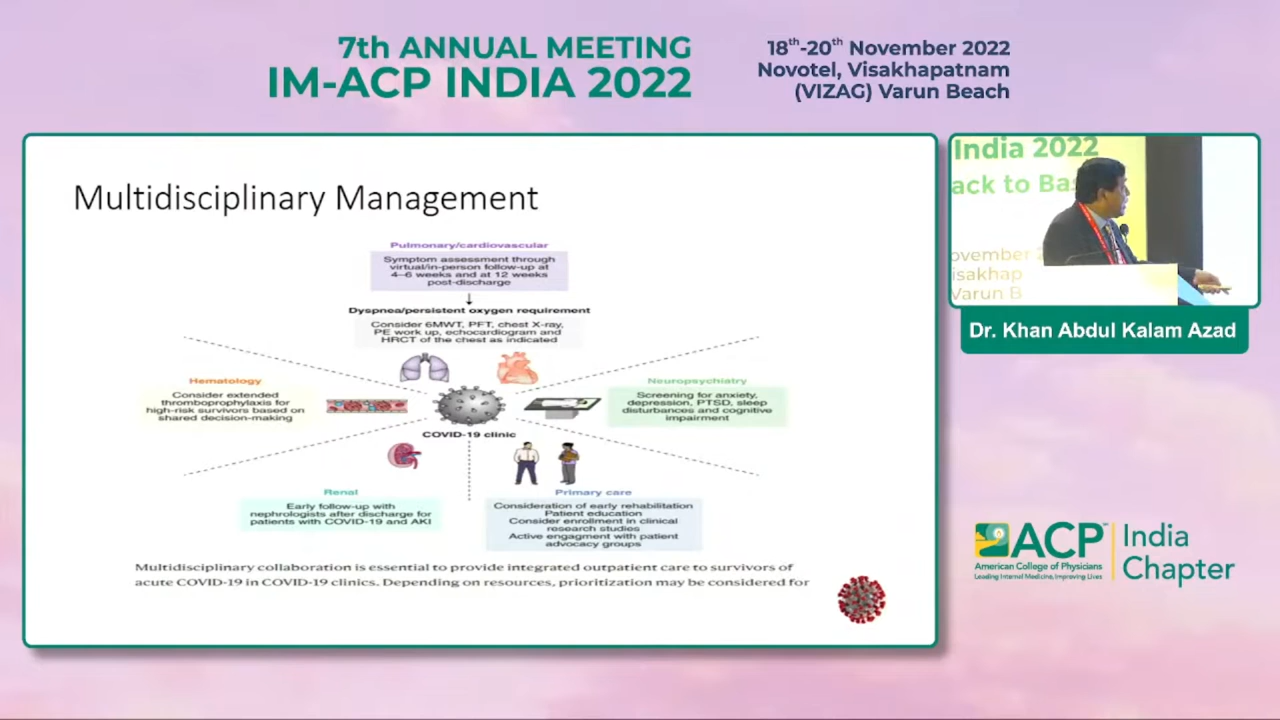 7th ANNUAL MEETING
IM-ACP INDIA 2022
18th-20th November 2022
Novotel, Visakhapatnam
(VIZAG) Varun Beach
Multidisciplinary Management
Pulmonary/cardiovascular
Symptom assessment through
virtual/in-person follow-up at
4–6 weeks and at 12 weeks
post-discharge
Dyspnea/persistent oxygen requirement
Consider 6MWT, PFT, chest X-ray,
PE work up, echocardiogram and
HRCT of the chest as indicated
Hematology
Consider extended
thromboprophylaxis for
high-risk survivors based on
shared decision-making
Neuropsychiatry
Screening for anxiety,
depression, PTSD, sleep
disturbances and cognitive
impairment
COVID-19 clinic
Renal
Early follow-up with
nephrologists after discharge for
patients with COVID-19 and AKI
Primary care
Consideration of early rehabilitation
Patient education
Consider enrollment in clinical
research studies
Active engagment with patient
advocacy groups
Multidisciplinary collaboration is essential to provide integrated outpatient care to survivors of
acute COVID-19 in COVID-19 clinics. Depending on resources, prioritization may be considered for
India 2022
ack to Bas
ovember 2
isakhap
Varun B
Dr. Khan Abdul Kalam Azad
ACP
American College of Physicians
Leading Internal Medicine, Improving Lives
India
Chapter